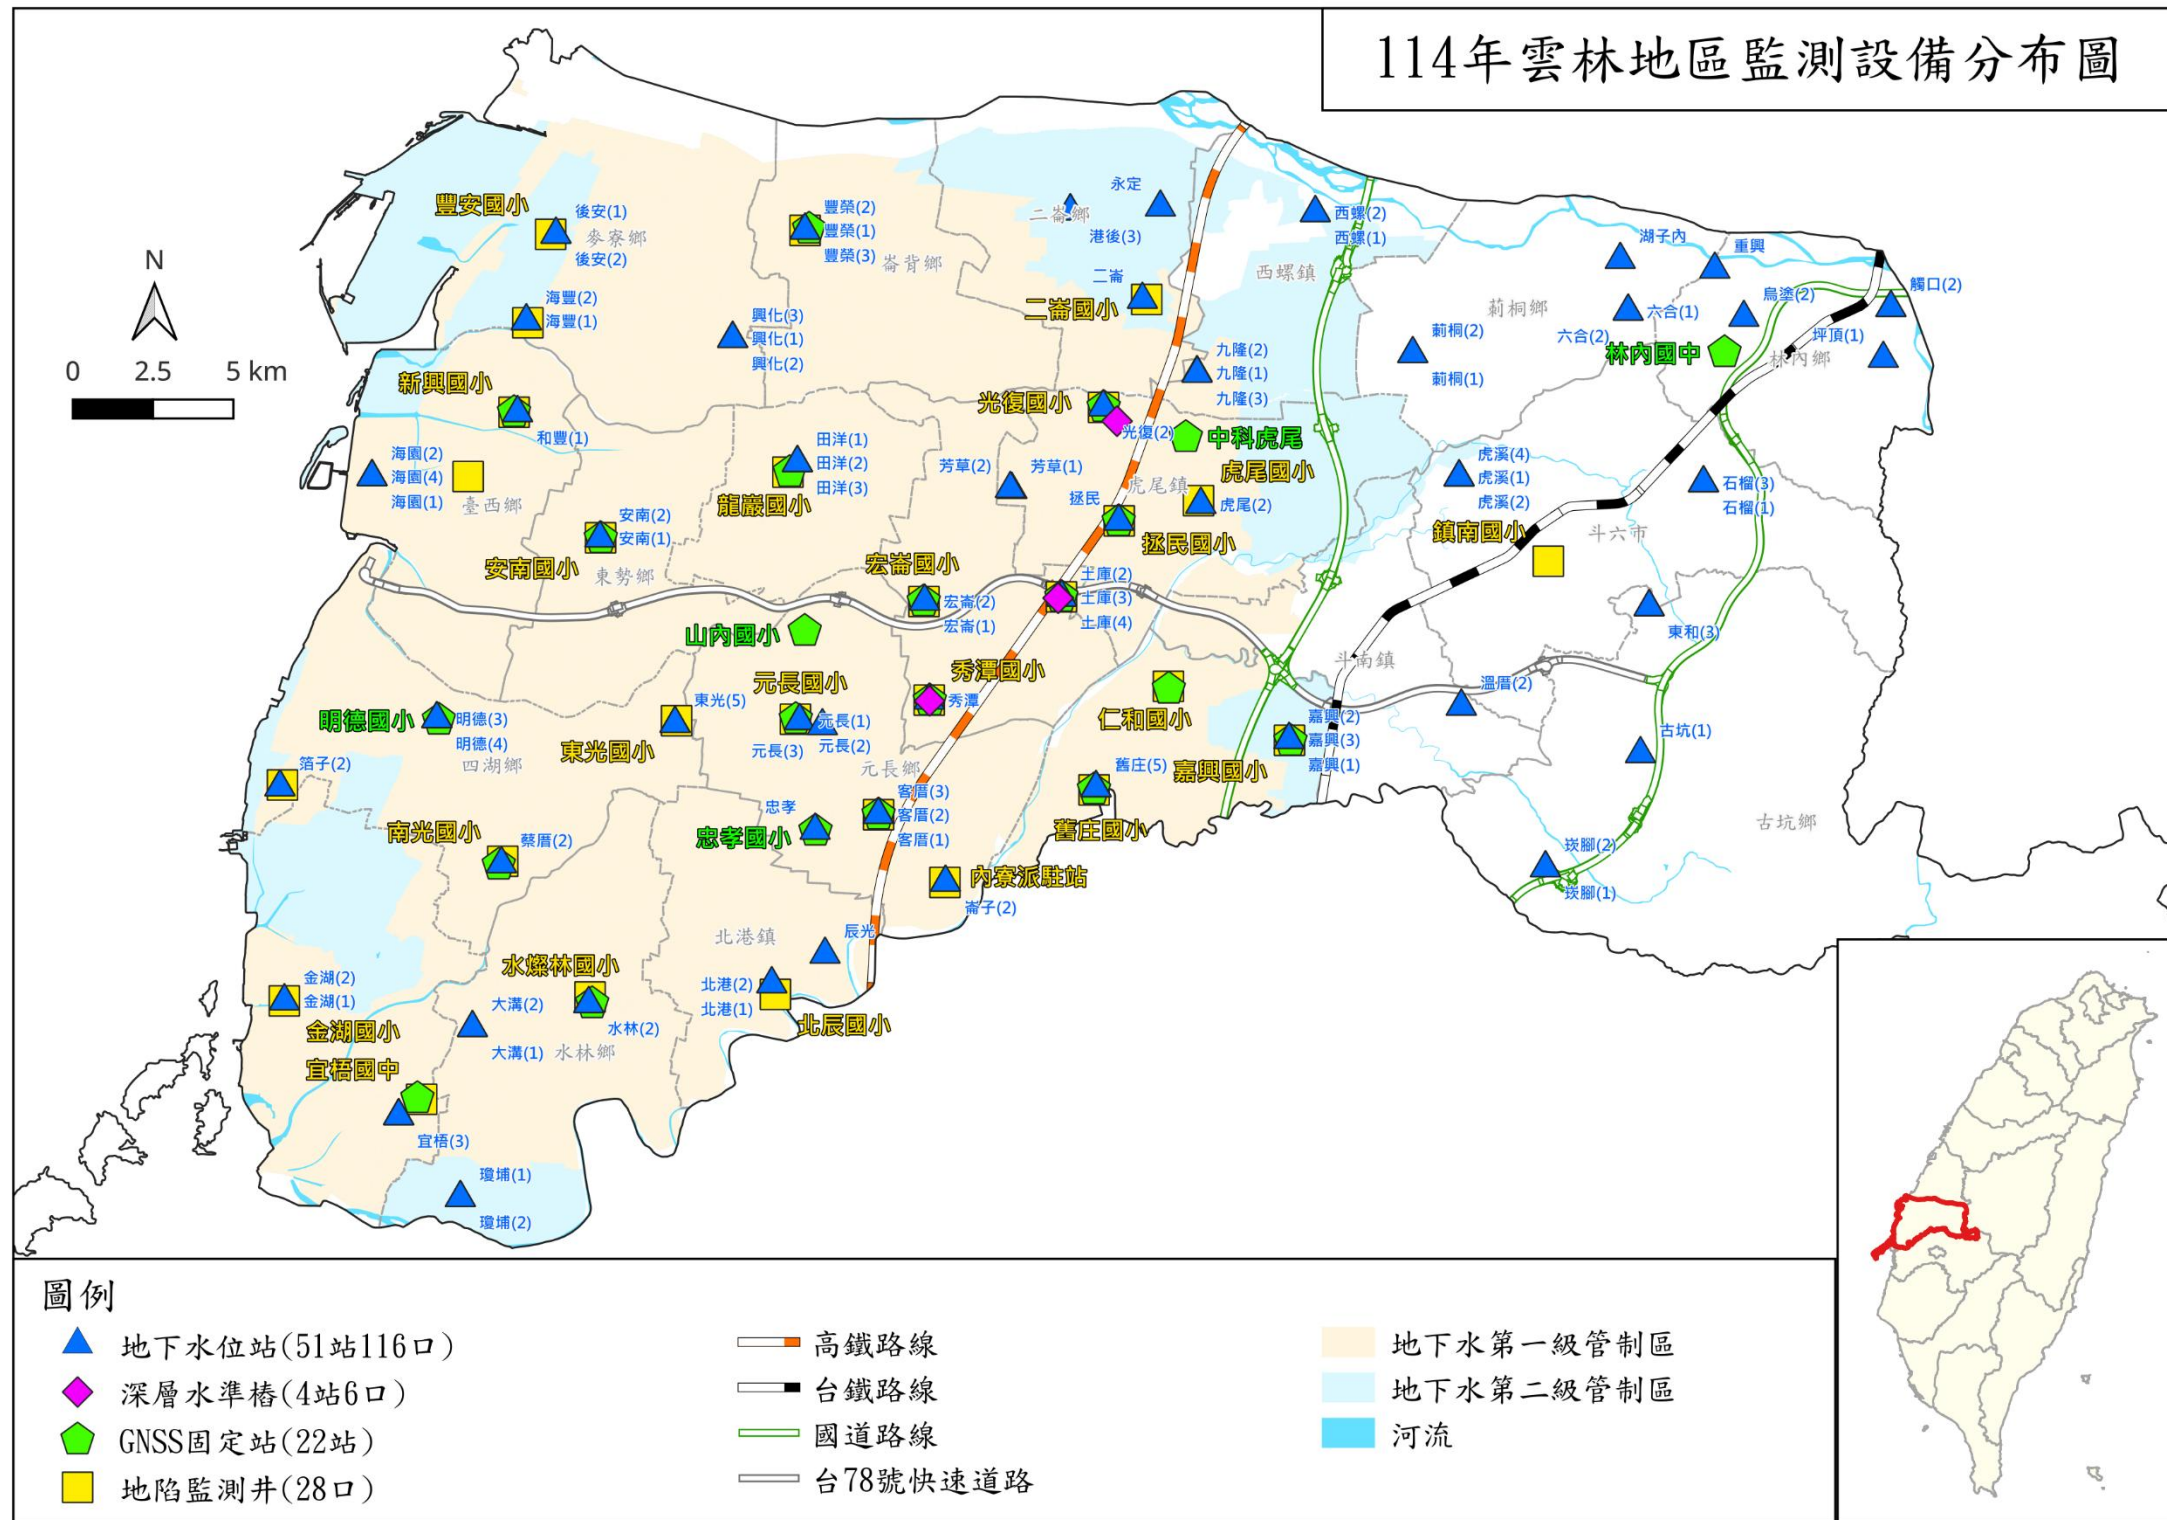 114年雲林地區監測設備分布圖
永定
豐安國小
後安(1)
豐榮(2)
二崙鄉
西螺(2)
麥寮鄉
豐榮(1)
港後(3)
西螺(1)
湖子內
重興
後安(2)
豐榮(3)
崙背鄉
N
二崙
西螺鎮
觸口(2)
海豐(2)
烏塗(2)
海豐(1)
興化(3)
二崙國小
莿桐鄉
六合(1)
興化(1)
莿桐(2)
六合(2)
坪頂(1)
興化(2)
九隆(2)
林內國中
林內鄉
0 2.5 5 km
九隆(1)
莿桐(1)
新興國小
光復國小
九隆(3)
和豐(1)
田洋(1)
光復(2)
中科虎尾
海園(2)
田洋(2)
芳草(2)
芳草(1)
虎尾國小
虎溪(4)
海園(4)
田洋(3)
虎尾鎮
虎溪(1)
石榴(3)
海園(1)
臺西鄉
龍巖國小
拯民
虎尾(2)
虎溪(2)
石榴(1)
安南(2)
鎮南國小
斗六市
安南(1)
拯民國小
安南國小
東勢鄉
宏崙國小
土庫(2)
宏崙(2)
土庫(3)
宏崙(1)
土庫(4)
山內國小
東和(3)
秀潭國小
斗南鎮
元長國小
溫厝(2)
東光(5)
秀潭
明德國小
明德(3)
元長(1)
仁和國小
嘉興(2)
明德(4)
東光國小
元長(3)
元長(2)
嘉興(3)
古坑(1)
四湖鄉
元長鄉
舊庄(5)
嘉興國小
嘉興(1)
箔子(2)
客厝(3)
忠孝
客厝(2)
古坑鄉
南光國小
蔡厝(2)
忠孝國小
客厝(1)
舊庄國小
崁腳(2)
內寮派駐站
崁腳(1)
崙子(2)
北港鎮
辰光
水燦林國小
金湖(2)
北港(2)
金湖(1)
大溝(2)
北港(1)
金湖國小
水林(2)
北辰國小
大溝(1)
水林鄉
宜梧國中
宜梧(3)
瓊埔(1)
瓊埔(2)
圖例
地下水位站(51站116口)
深層水準樁(4站6口)
GNSS固定站(22站)
地陷監測井(28口)
高鐵路線
台鐵路線
國道路線
台78號快速道路
地下水第一級管制區
地下水第二級管制區
河流